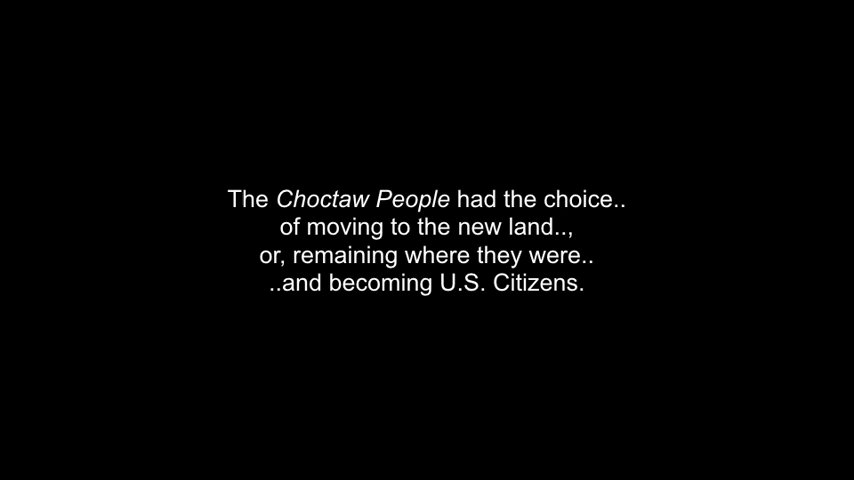 The Choctaw People had the choice..
of moving to the new land..,
or, remaining where they were..
..and becoming U.S. Citizens.